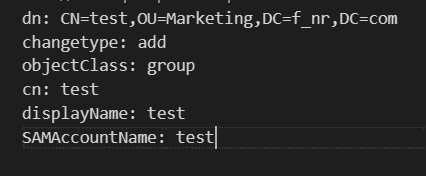 dn: CN=test,OU=Marketing,DC=f_nr,DC=com
changetype: add
objectClass: group
cn: test
displayName: test
SAMAccountName: test